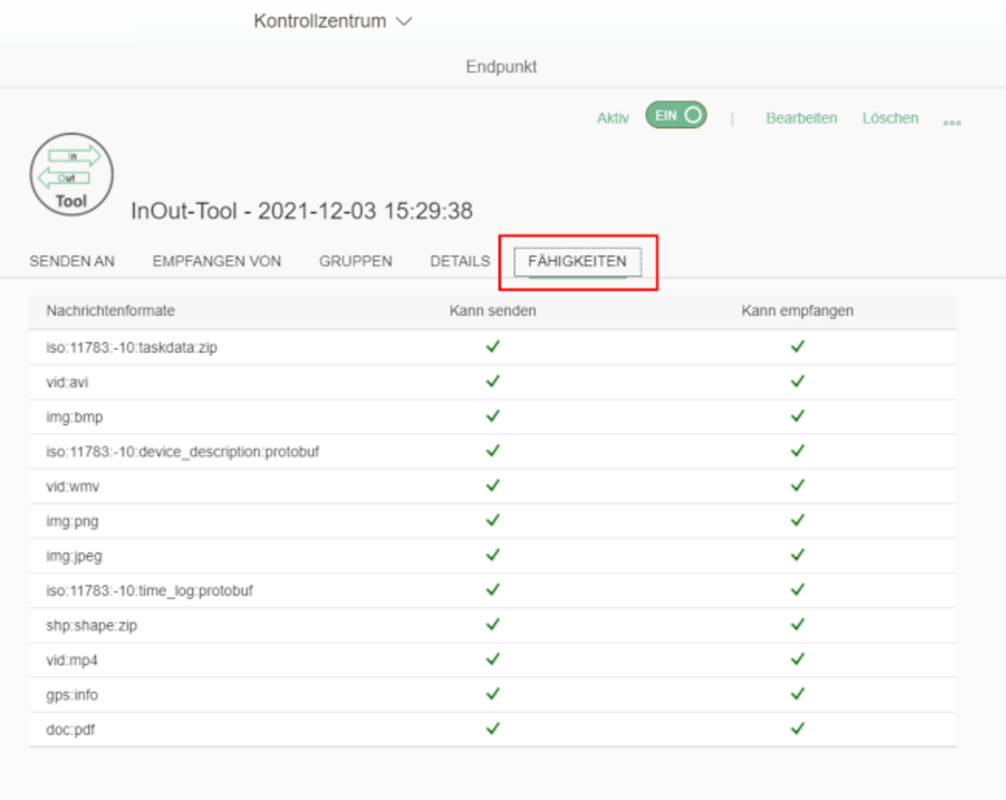 Kontrollzentrum
Endpunkt
Aktiv EIN | Bearbeiten Löschen
In
Out
Tool
InOut-Tool - 2021-12-03 15:29:38
SENDEN AN EMPFANGEN VON GRUPPEN DETAILS FÄHIGKEITEN
Nachrichtenformate Kann senden Kann empfangen
iso:11783:-10:taskdata:zip
vid:avi
img:bmp
iso:11783:-10:device_description:protobuf
vid:wmv
img:png
img:jpeg
iso:11783:-10:time_log:protobuf
shp:shape:zip
vid:mp4
gps:info
doc:pdf